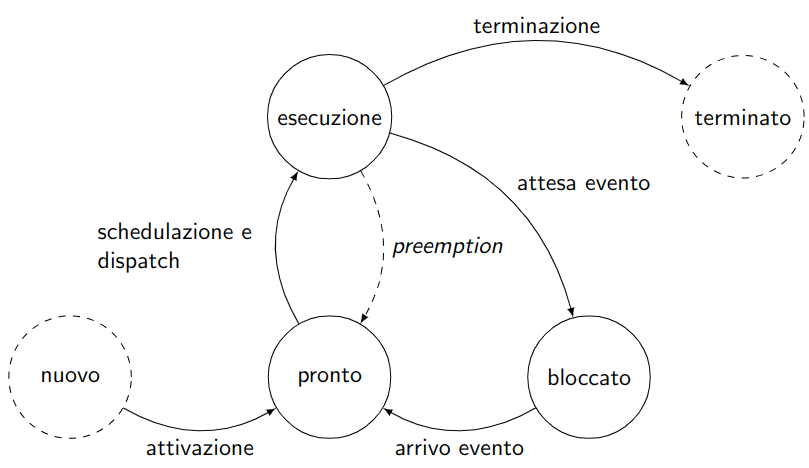 terminazione
esecuzione
terminato
attesa evento
schedulazione e
dispatch
preemption
nuovo
pronto
bloccato
attivazione
arrivo evento